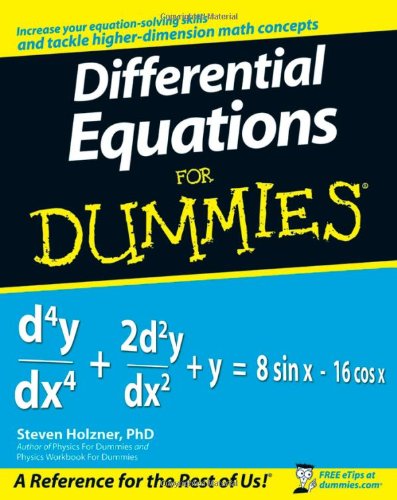 Increase your equation-solving skills
and tackle higher-dimension math concepts
Copyrighted Material
Differential
Equations
FOR
DUMMIES®
d⁴y/dx⁴ + 2d²y/dx² + y = 8 sin x - 16 cos x
Steven Holzner, PhD
Author of Physics For Dummies and
Physics Workbook For Dummies
A Reference for the Rest of Us!®
FREE eTips at
dummies.com®